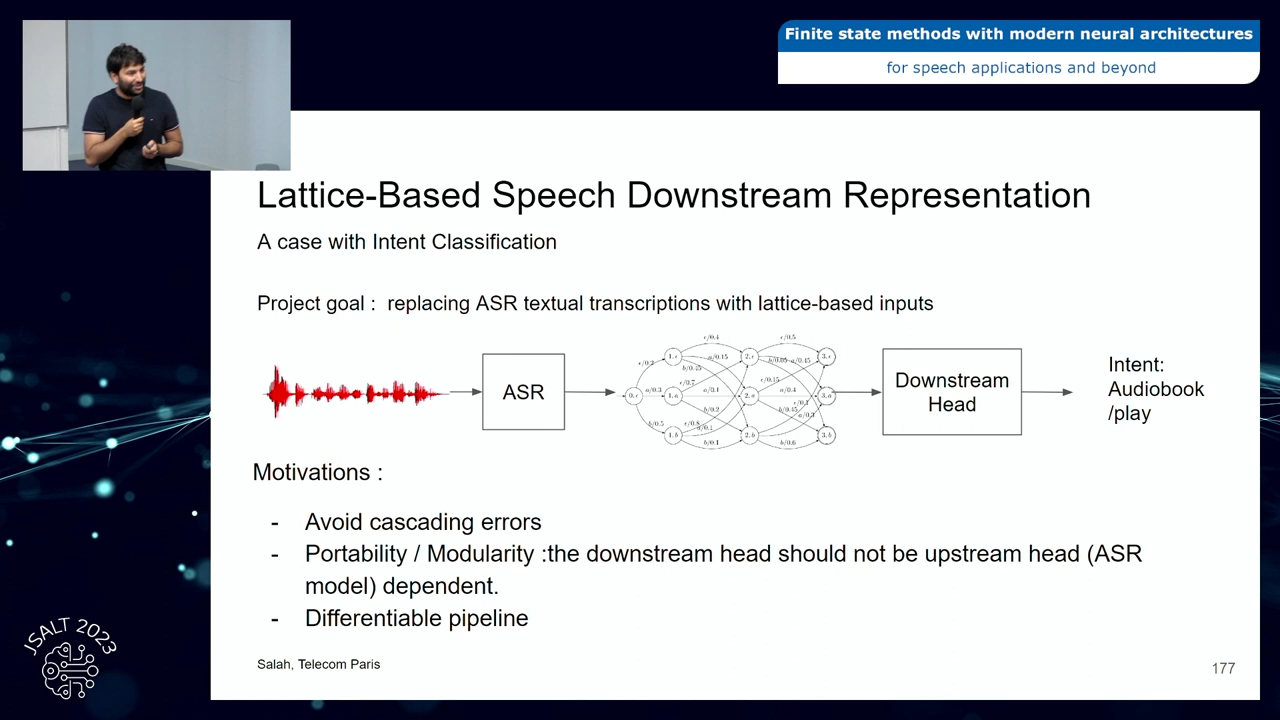 Finite state methods with modern neural architectures
for speech applications and beyond
Lattice-Based Speech Downstream Representation
A case with Intent Classification
Project goal : replacing ASR textual transcriptions with lattice-based inputs
ASR
Downstream
Head
Intent:
Audiobook
/play
Motivations :
- Avoid cascading errors
- Portability / Modularity :the downstream head should not be upstream head (ASR
model) dependent.
- Differentiable pipeline
Salah, Telecom Paris
177
JSALT 2023